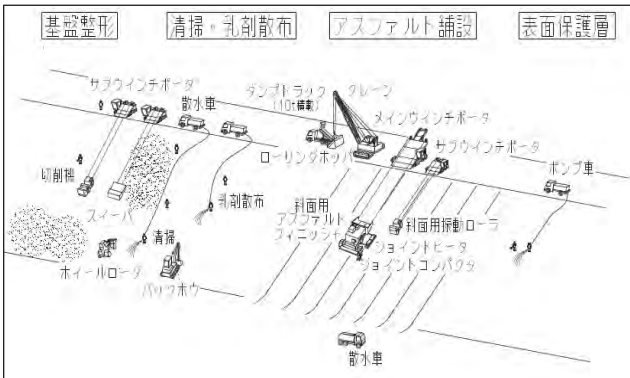 基盤整形
清掃・乳剤散布
アスファルト舗設
表面保護層
サブウインチポータ
散水車
ダンプトラック
(10t積載)
クレーン
メインウインチポータ
サブウインチポータ
ローリングホッパ
ポンプ車
切削機
スイーパ
乳剤散布
斜面用
アスファルト
フィニッシャ
斜面用振動ローラ
清掃
ジョイントヒータ
ジョイントコンパクタ
ホイールローダ
バックホウ
散水車